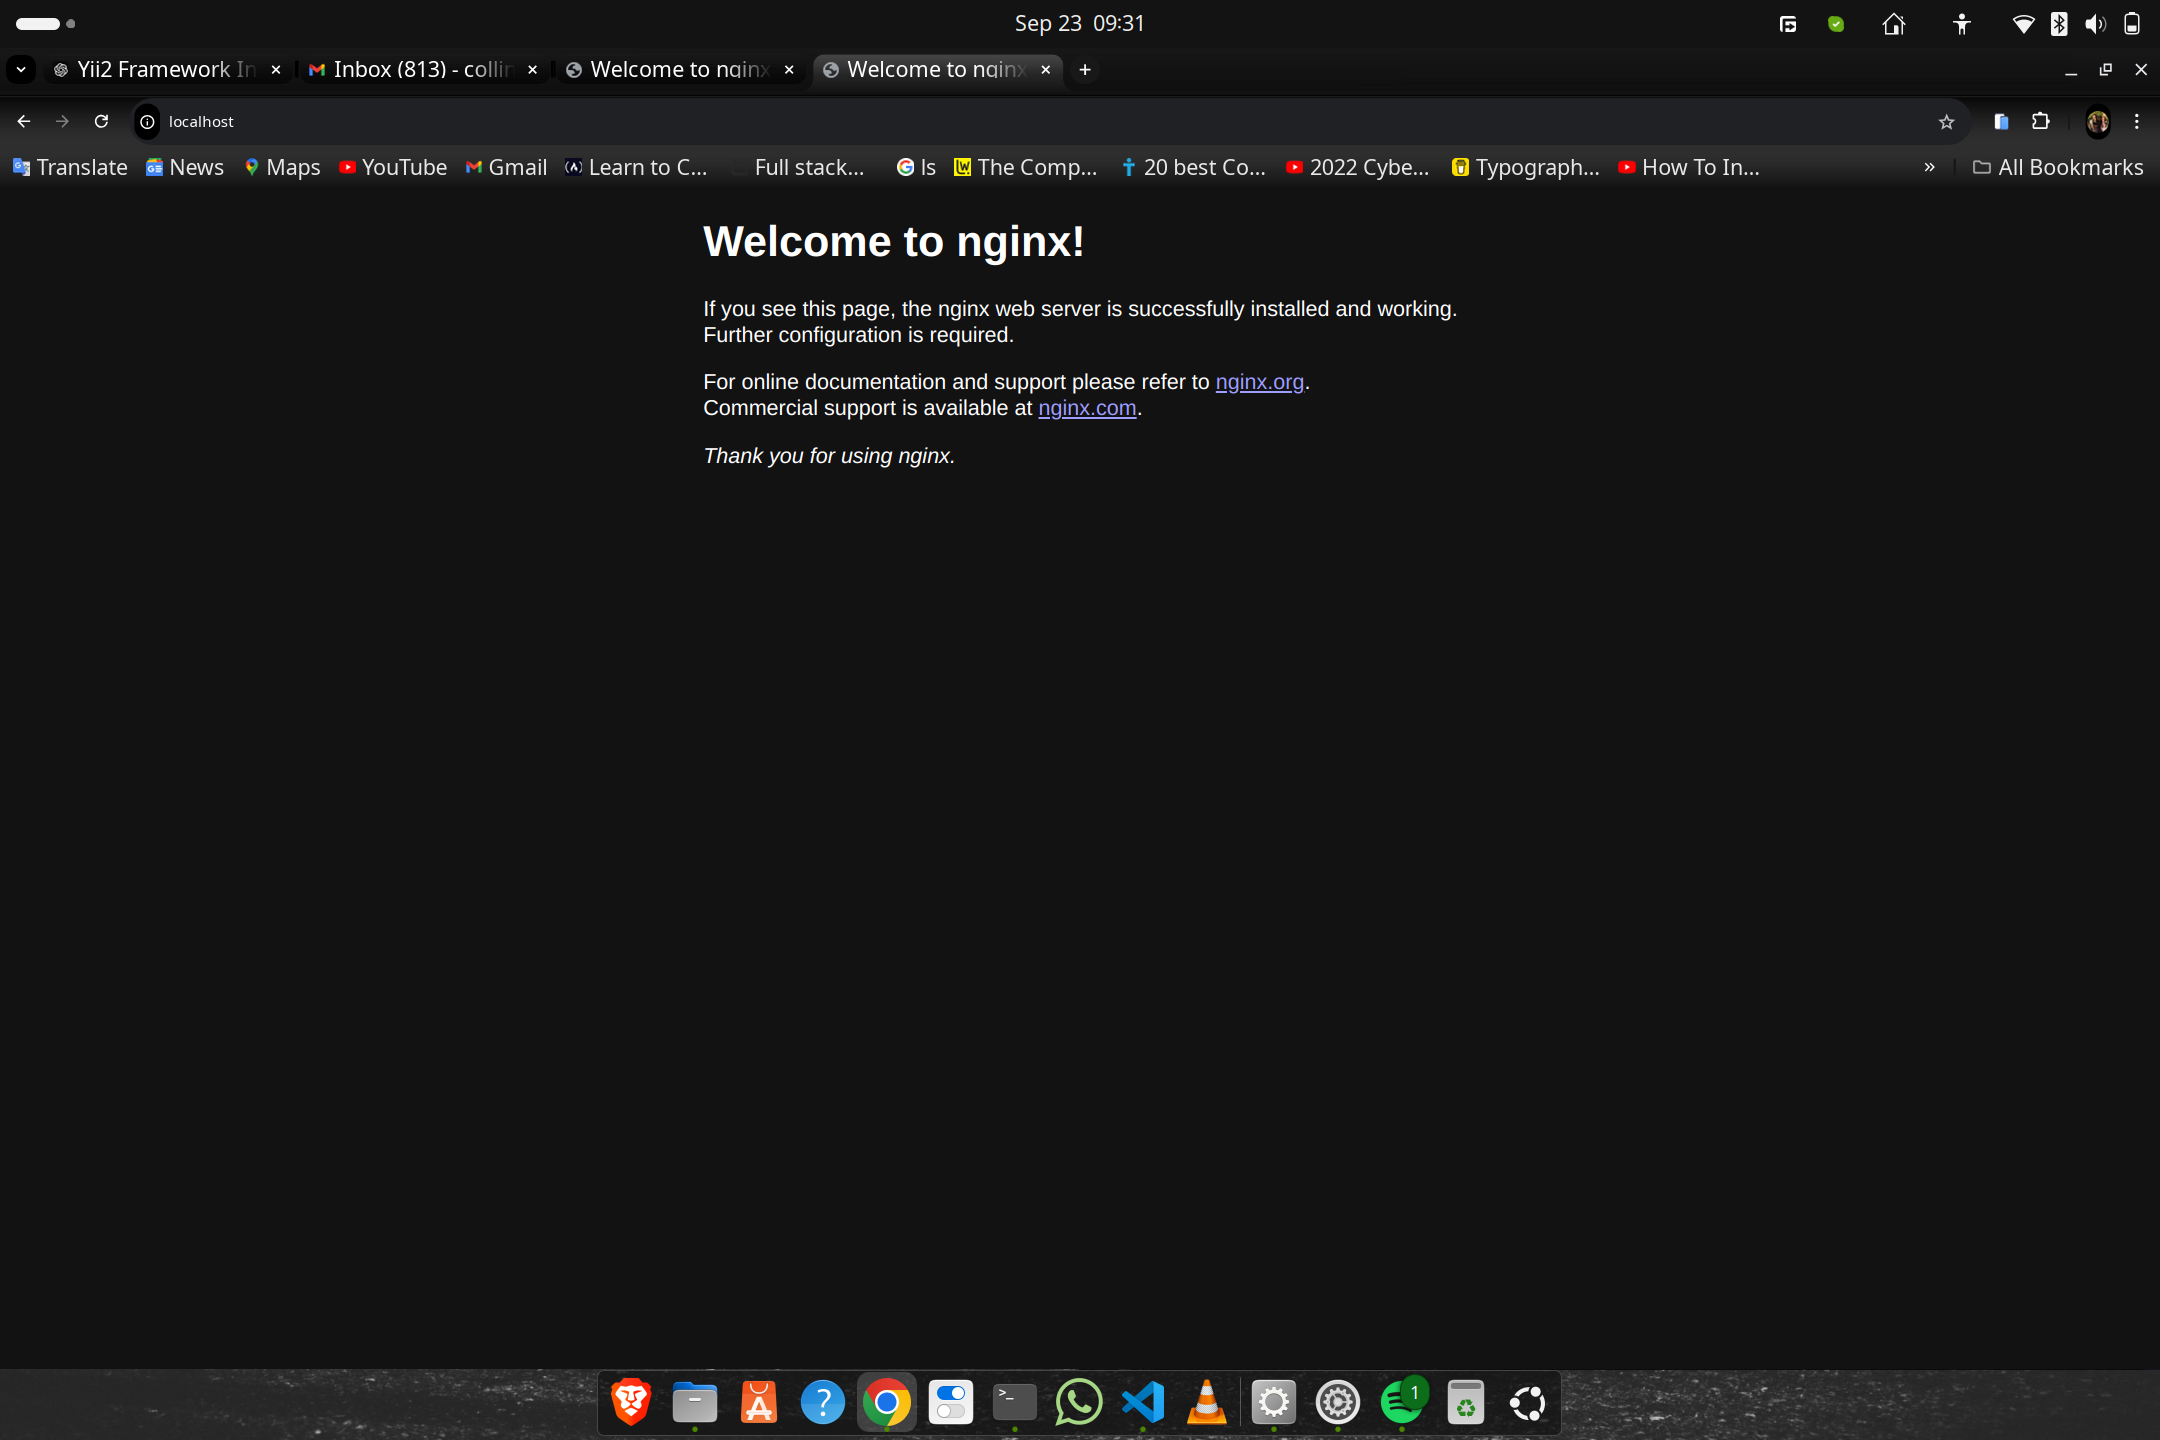 Sep 23 09:31
Yii2 Framework In
Inbox (813) - collin
Welcome to nginx
Welcome to nginx
localhost
Translate
News
Maps
YouTube
Gmail
Learn to C...
Full stack...
ls
The Comp...
20 best Co...
2022 Cybe...
Typograph...
How To In...
All Bookmarks
Welcome to nginx!
If you see this page, the nginx web server is successfully installed and working.
Further configuration is required.
For online documentation and support please refer to nginx.org.
Commercial support is available at nginx.com.
Thank you for using nginx.
1